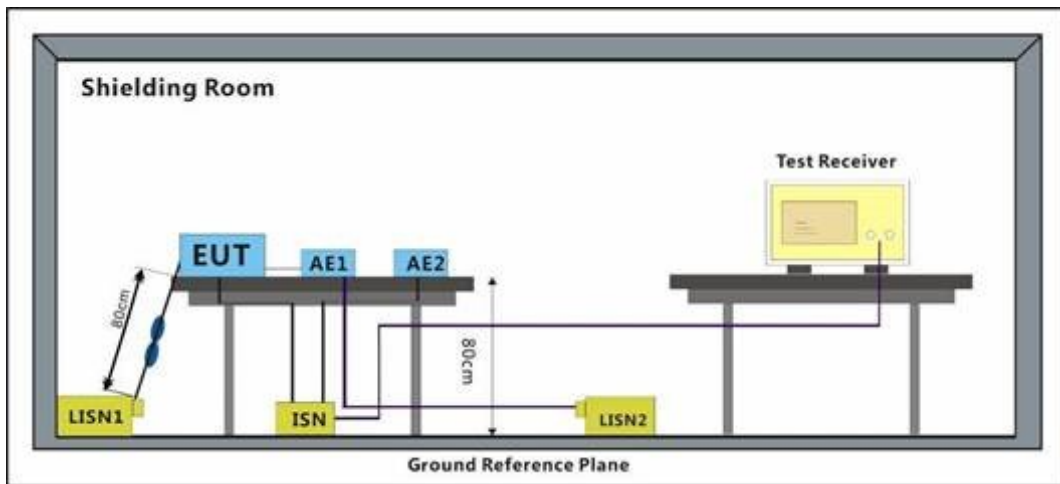 Shielding Room
Test Receiver
EUT
AE1
AE2
80cm
80cm
LISN1
ISN
LISN2
Ground Reference Plane